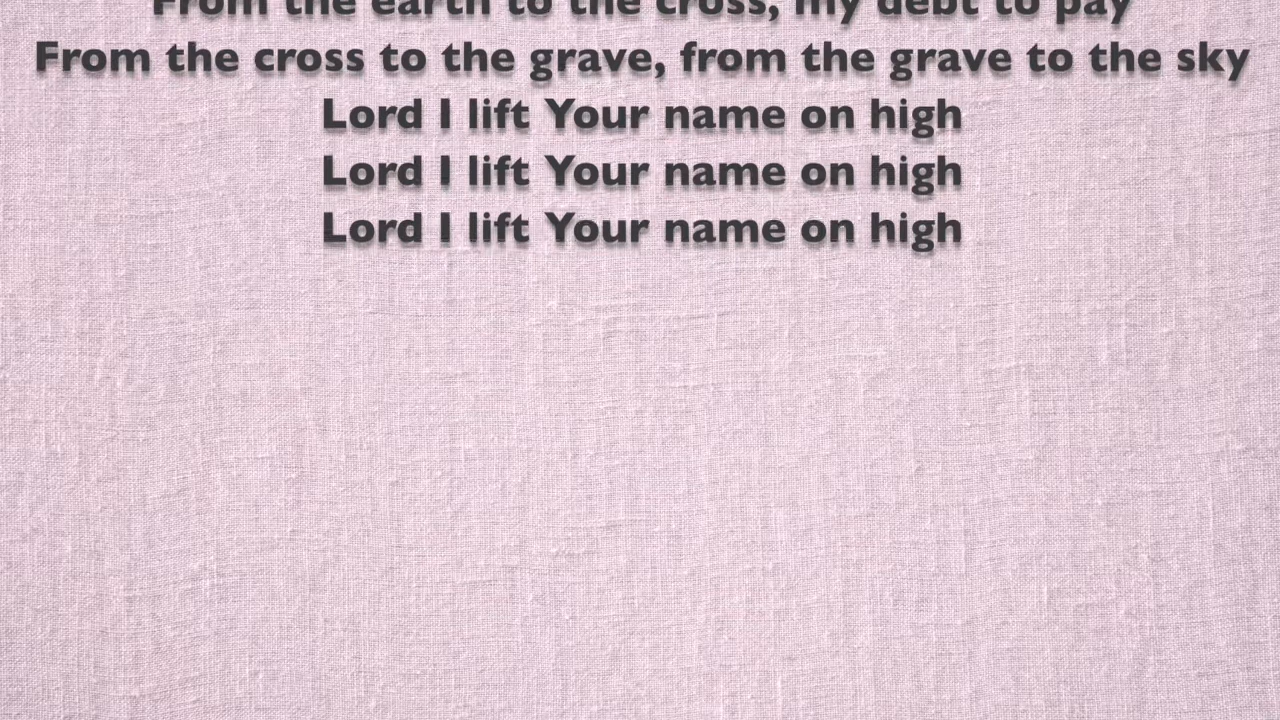 From the earth to the cross, my debt to pay
From the cross to the grave, from the grave to the sky
Lord I lift Your name on high
Lord I lift Your name on high
Lord I lift Your name on high